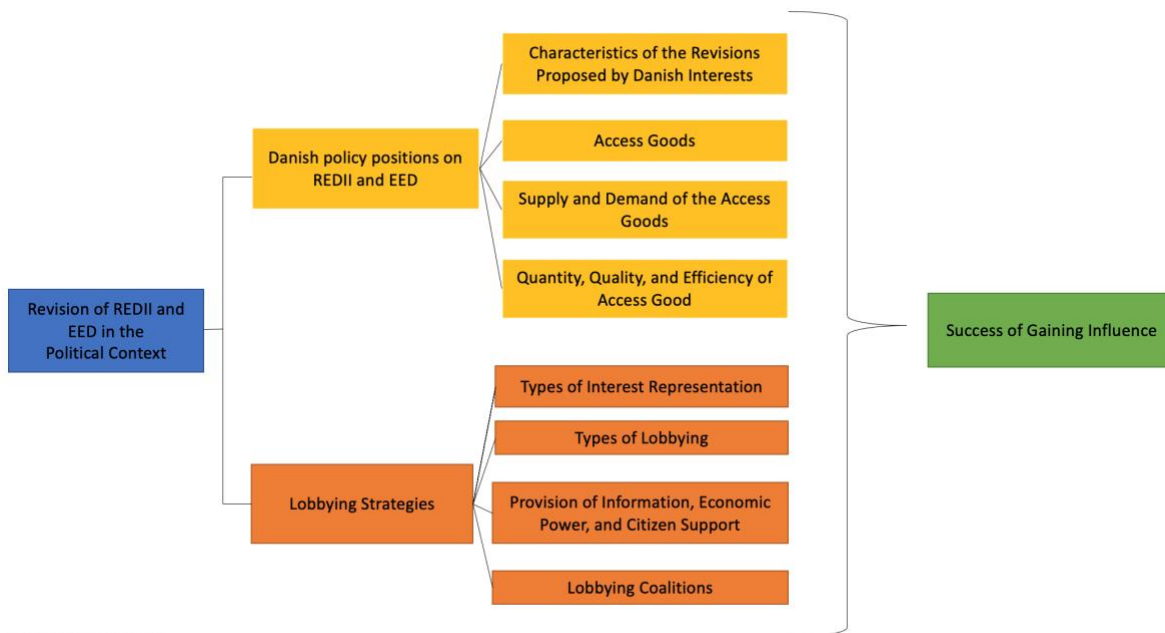 Characteristics of the Revisions
Proposed by Danish Interests
Danish policy positions on
REDII and EED
Access Goods
Supply and Demand of the Access
Goods
Quantity, Quality, and Efficiency of
Access Good
Revision of REDII and
EED in the
Political Context
Success of Gaining Influence
Types of Interest Representation
Types of Lobbying
Lobbying Strategies
Provision of Information, Economic
Power, and Citizen Support
Lobbying Coalitions